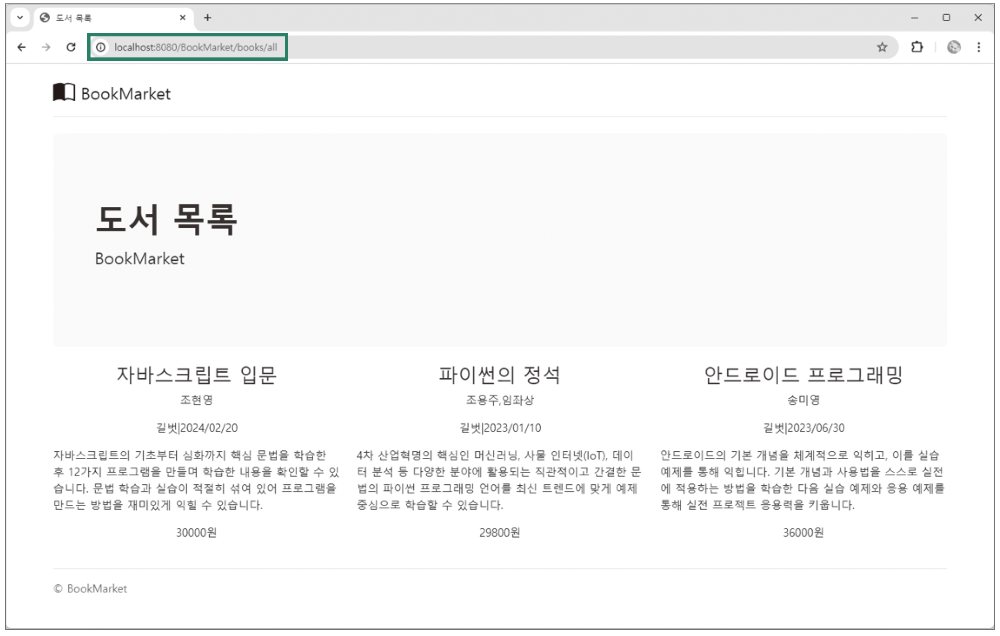 도서 목록
localhost:8080/BookMarket/books/all
BookMarket
도서 목록
BookMarket
자바스크립트 입문
조현영
길벗|2024/02/20
자바스크립트의 기초부터 심화까지 핵심 문법을 학습한
후 12가지 프로그램을 만들며 학습한 내용을 확인할 수 있
습니다. 문법 학습과 실습이 적절히 섞여 있어 프로그램을
만드는 방법을 재미있게 익힐 수 있습니다.
30000원
파이썬의 정석
조용주,임좌상
길벗|2023/01/10
4차 산업혁명의 핵심인 머신러닝, 사물 인터넷(IoT), 데이
터 분석 등 다양한 분야에 활용되는 직관적이고 간결한 문
법의 파이썬 프로그래밍 언어를 최신 트렌드에 맞게 예제
중심으로 학습할 수 있습니다.
29800원
안드로이드 프로그래밍
송미영
길벗|2023/06/30
안드로이드의 기본 개념을 체계적으로 익히고, 이를 실습
예제를 통해 익힙니다. 기본 개념과 사용법을 스스로 실전
에 적용하는 방법을 학습한 다음 실습 예제와 응용 예제를
통해 실전 프로젝트 응용력을 키웁니다.
36000원
© BookMarket